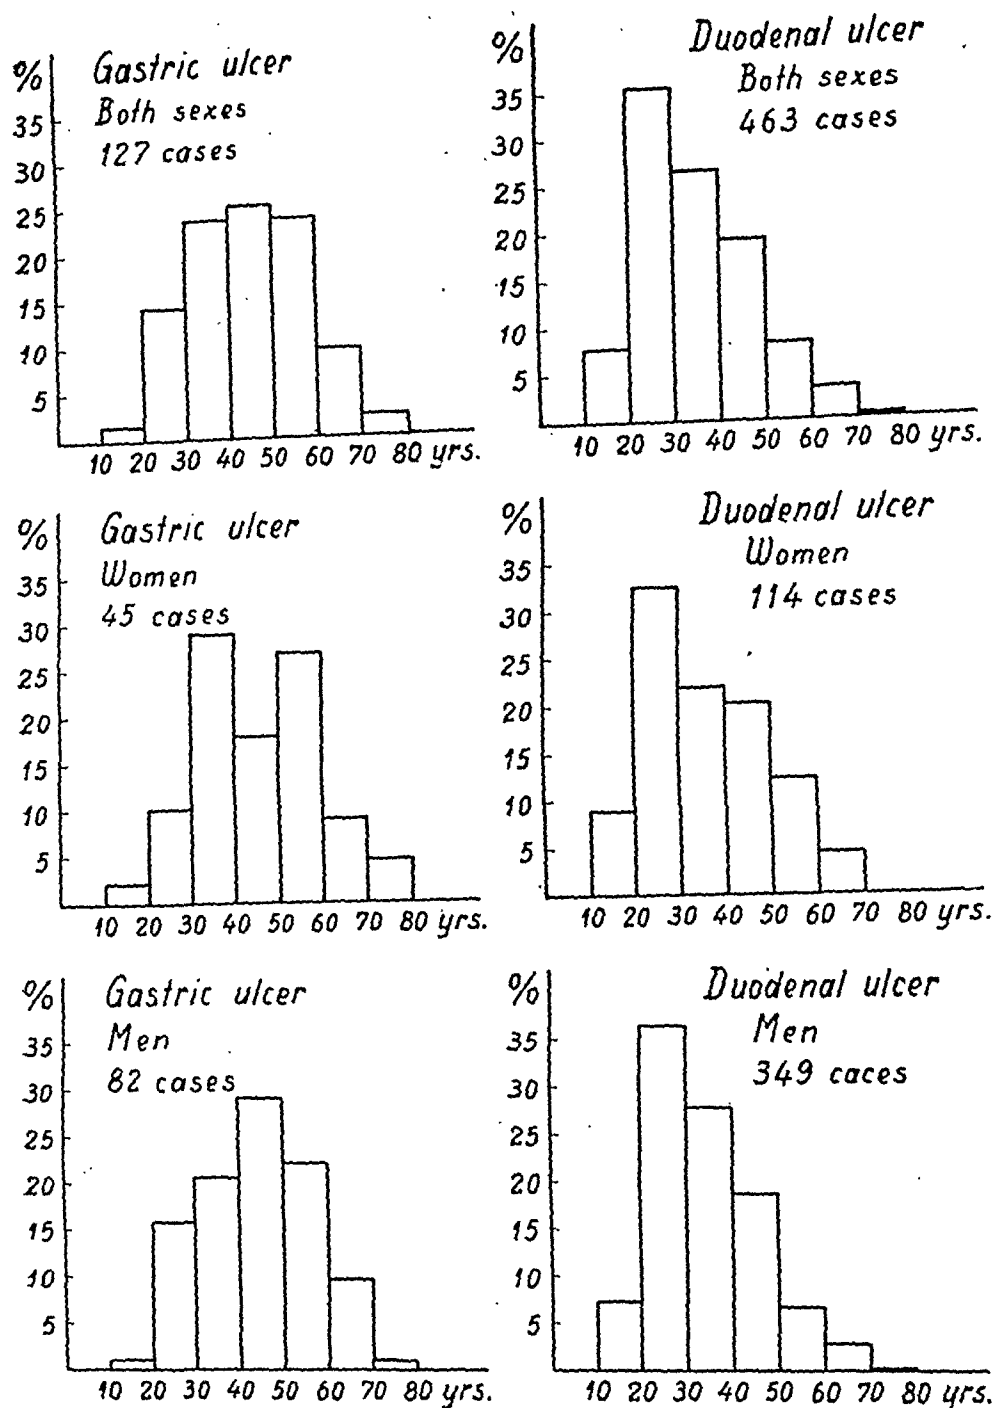 %
Gastric ulcer
Both sexes
127 cases
35
30
25
20
15
10
5
10 20 30 40 50 60 70 80 yrs.
%
Duodenal ulcer
Both sexes
463 cases
35
30
25
20
15
10
5
10 20 30 40 50 60 70 80 yrs.
%
Gastric ulcer
Women
45 cases
35
30
25
20
15
10
5
10 20 30 40 50 60 70 80 yrs.
%
Duodenal ulcer
Women
114 cases
35
30
25
20
15
10
5
10 20 30 40 50 60 70 80 yrs.
%
Gastric ulcer
Men
82 cases
35
30
25
20
15
10
5
10 20 30 40 50 60 70 80 yrs.
%
Duodenal ulcer
Men
349 caces
35
30
25
20
15
10
5
10 20 30 40 50 60 70 80 yrs.